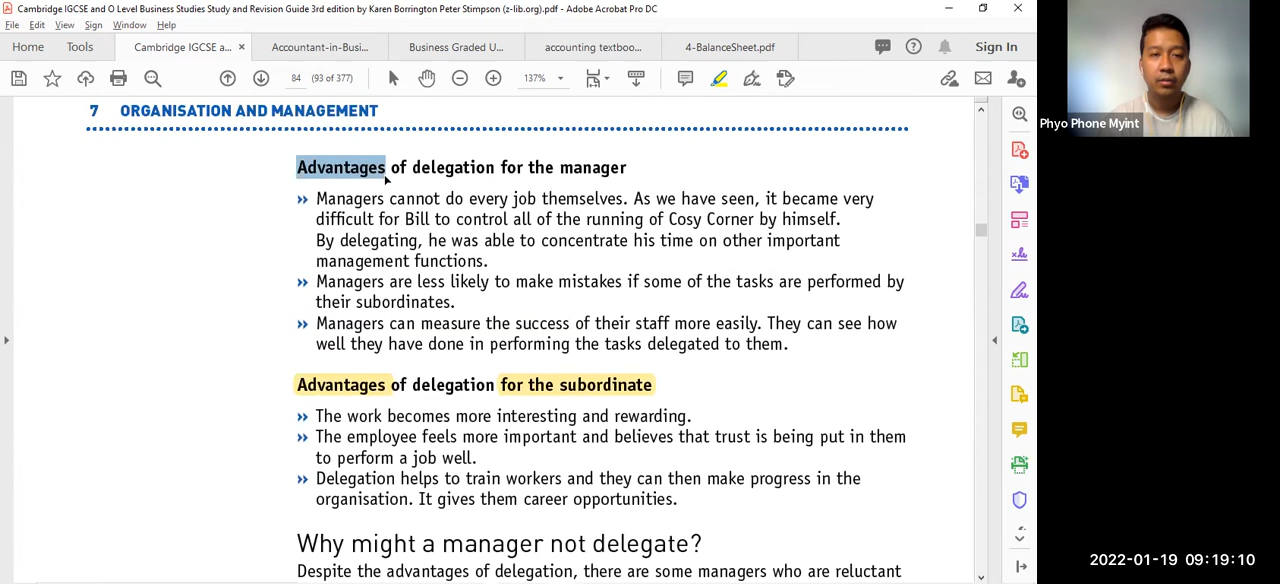 Cambridge IGCSE and O Level Business Studies Study and Revision Guide 3rd edition by Karen Borrington Peter Stimpson (z-lib.org).pdf - Adobe Acrobat Pro DC
File Edit View Sign Window Help
Home Tools Cambridge IGCSE a... × Accountant-in-Busi... Business Graded U... accounting textboo... 4-BalanceSheet.pdf Sign In
84 (93 of 377) 137%
7 ORGANISATION AND MANAGEMENT
Advantages of delegation for the manager
›› Managers cannot do every job themselves. As we have seen, it became very
difficult for Bill to control all of the running of Cosy Corner by himself.
By delegating, he was able to concentrate his time on other important
management functions.
›› Managers are less likely to make mistakes if some of the tasks are performed by
their subordinates.
›› Managers can measure the success of their staff more easily. They can see how
well they have done in performing the tasks delegated to them.
Advantages of delegation for the subordinate
›› The work becomes more interesting and rewarding.
›› The employee feels more important and believes that trust is being put in them
to perform a job well.
›› Delegation helps to train workers and they can then make progress in the
organisation. It gives them career opportunities.
Why might a manager not delegate?
Despite the advantages of delegation, there are some managers who are reluctant
Phyo Phone Myint
2022-01-19 09:19:10